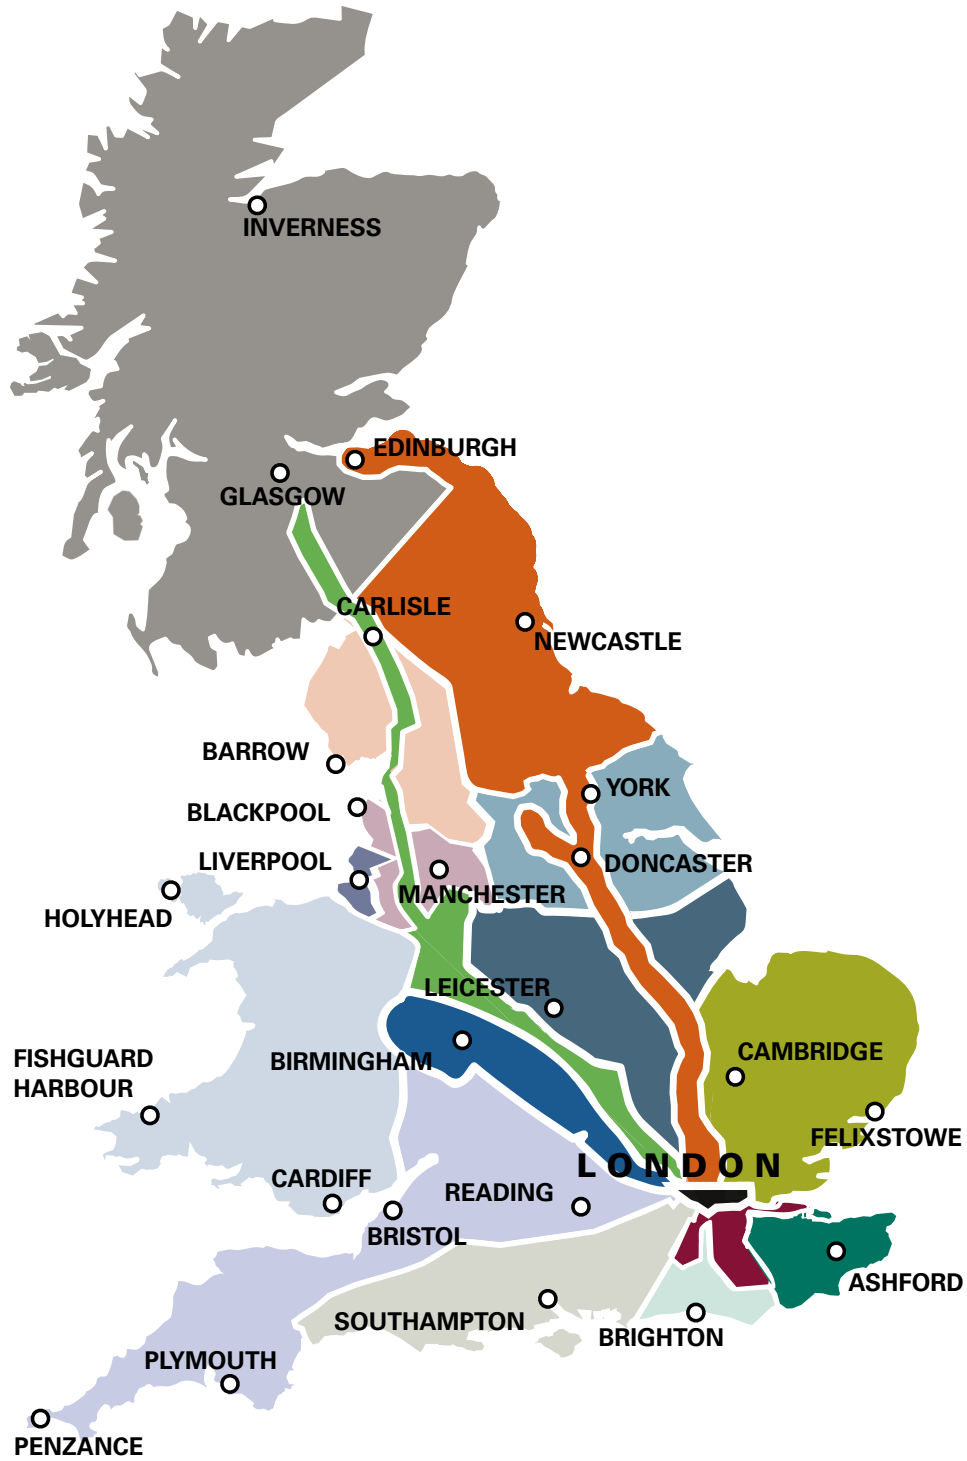 INVERNESS
EDINBURGH
GLASGOW
CARLISLE
NEWCASTLE
BARROW
YORK
BLACKPOOL
LIVERPOOL
DONCASTER
MANCHESTER
HOLYHEAD
LEICESTER
FISHGUARD
HARBOUR
BIRMINGHAM
CAMBRIDGE
FELIXSTOWE
LONDON
CARDIFF
READING
BRISTOL
ASHFORD
SOUTHAMPTON
BRIGHTON
PLYMOUTH
PENZANCE